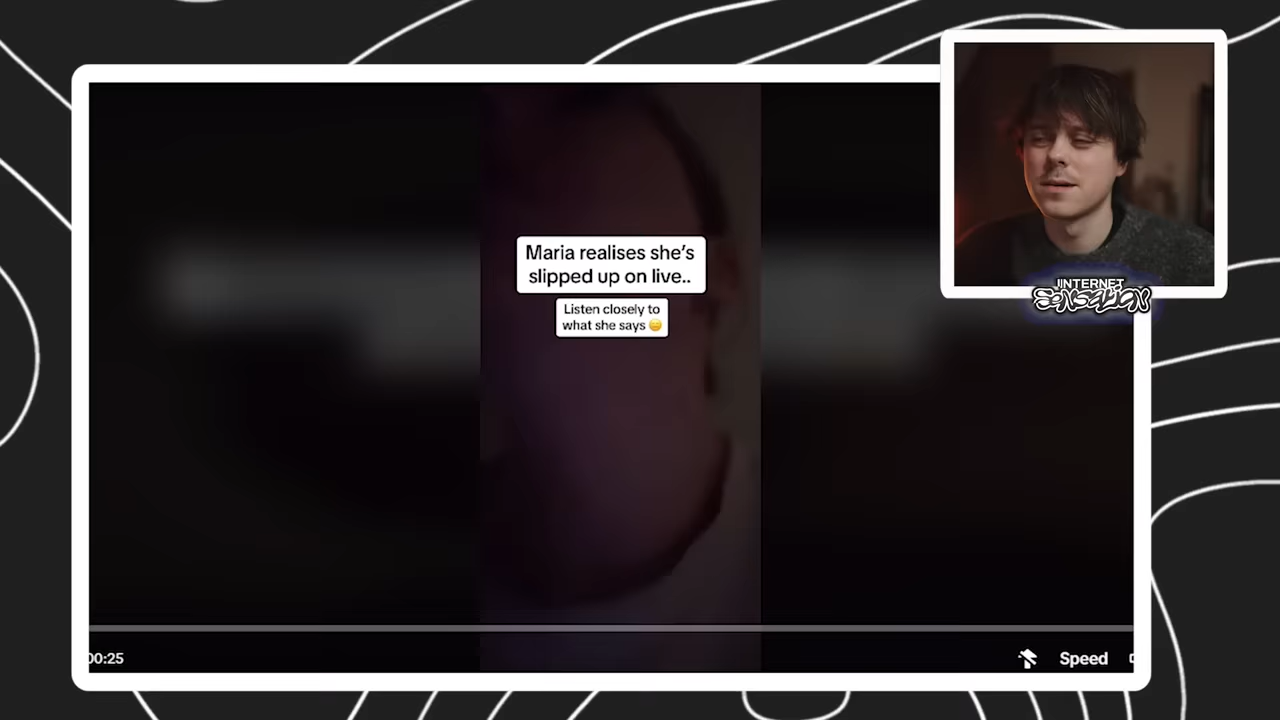 Maria realises she's
slipped up on live..
Listen closely to
what she says 😄
INTERNET
SENSATION
00:25
Speed